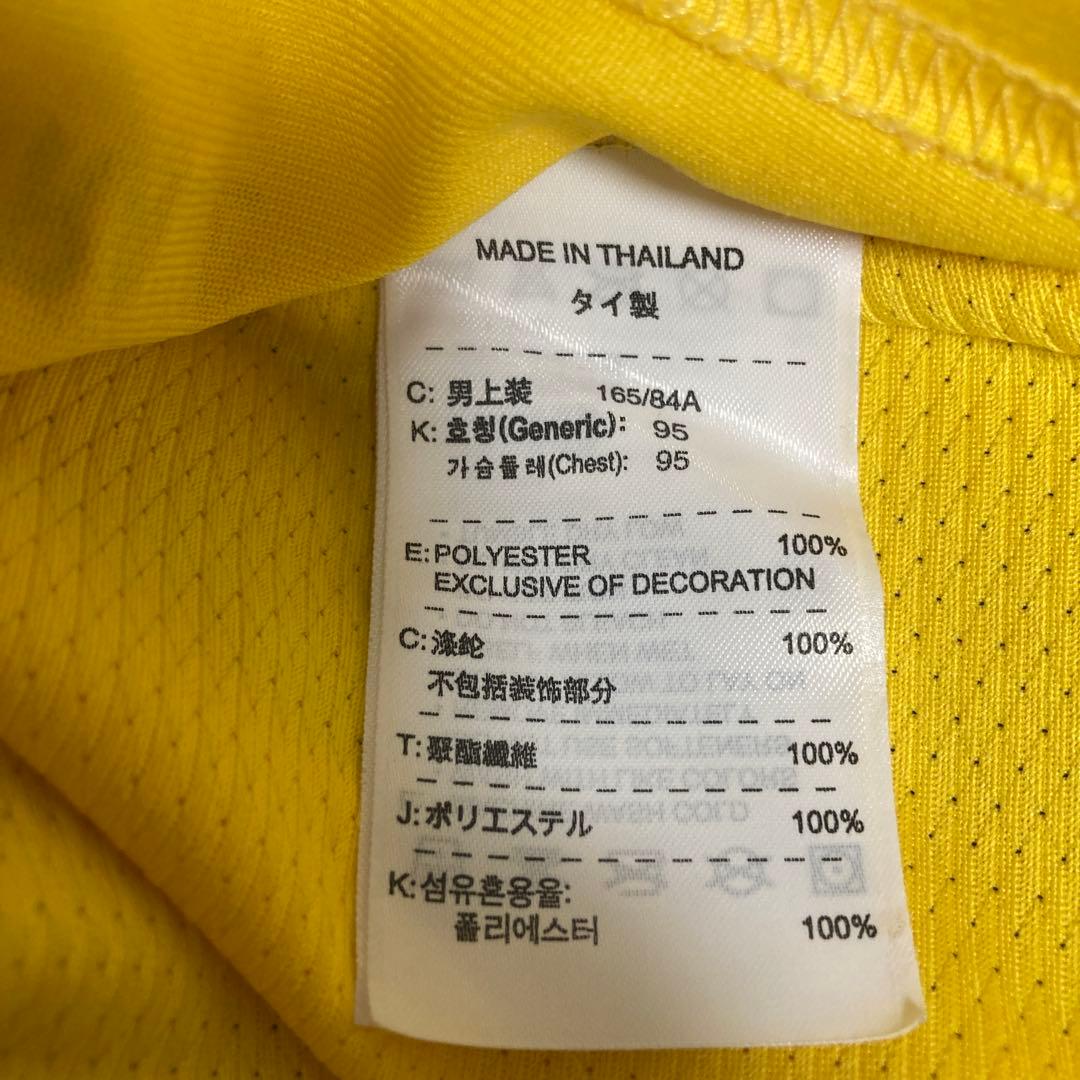 MADE IN THAILAND
タイ製
C: 男上装 165/84A
K: 호칭(Generic): 95
가슴둘레(Chest): 95
E: POLYESTER 100%
EXCLUSIVE OF DECORATION
C: 涤纶 100%
不包括装饰部分
T: 聚酯纖維 100%
J: ポリエステル 100%
K: 섬유혼용율:
폴리에스터 100%